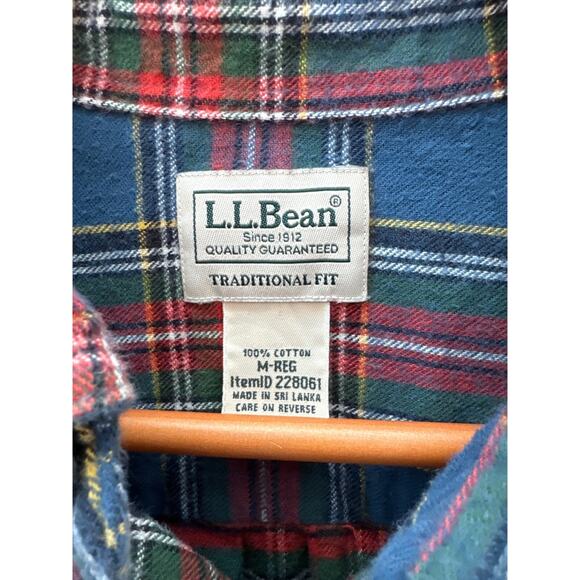 L.L.Bean®
Since 1912
QUALITY GUARANTEED
TRADITIONAL FIT
100% COTTON
M-REG
ItemID 228061
MADE IN SRI LANKA
CARE ON REVERSE